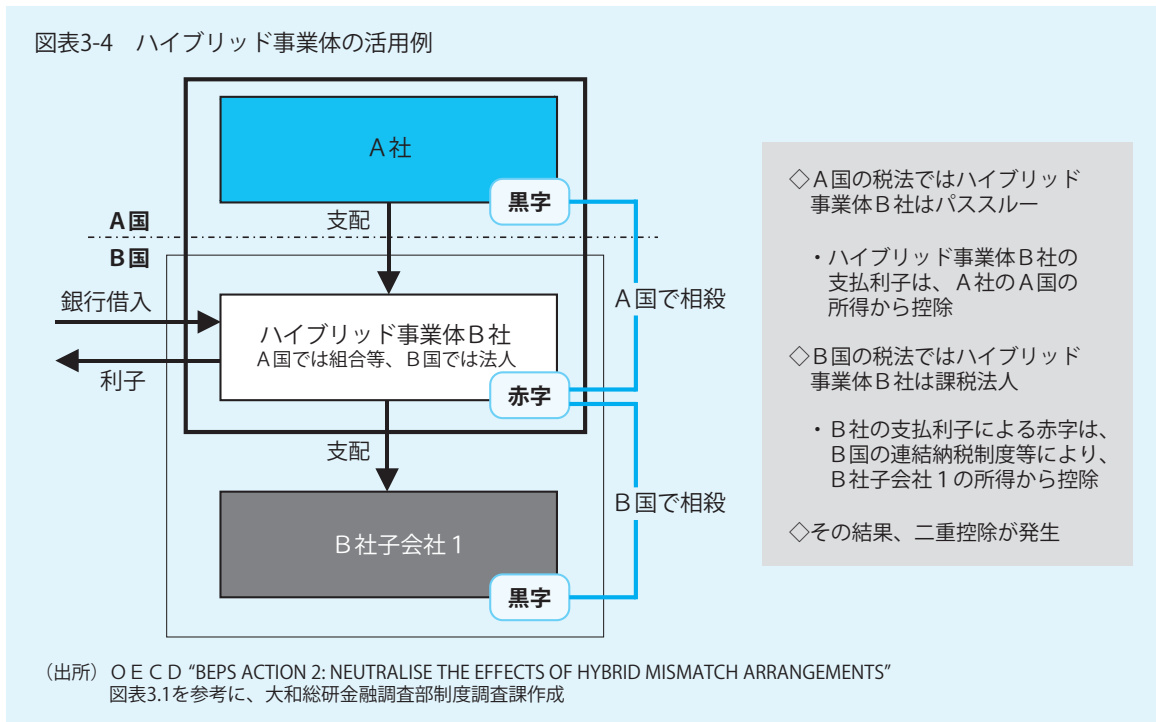 図表3-4 ハイブリッド事業体の活用例
A社
黒字
A国
支配
B国
銀行借入
A国で相殺
ハイブリッド事業体B社
A国では組合等、B国では法人
利子
赤字
支配
B国で相殺
B社子会社1
黒字
◇A国の税法ではハイブリッド
事業体B社はパススルー
・ハイブリッド事業体B社の
支払利子は、A社のA国の
所得から控除
◇B国の税法ではハイブリッド
事業体B社は課税法人
・B社の支払利子による赤字は、
B国の連結納税制度等により、
B社子会社1の所得から控除
◇その結果、二重控除が発生
(出所)OECD “BEPS ACTION 2: NEUTRALISE THE EFFECTS OF HYBRID MISMATCH ARRANGEMENTS”
図表3.1を参考に、大和総研金融調査部制度調査課作成